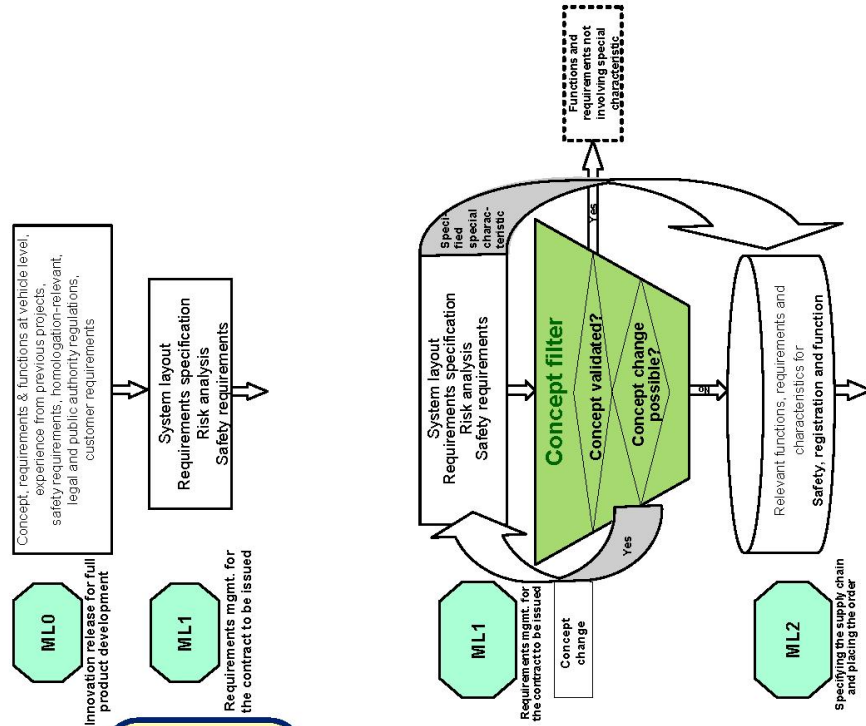 ML0
Innovation release for full
product development
Concept, requirements & functions at vehicle level,
experience from previous projects,
safety requirements, homologation-relevant,
legal and public authority regulations,
customer requirements
ML1
Requirements mgmt. for
the contract to be issued
System layout
Requirements specification
Risk analysis
Safety requirements
ML1
Requirements mgmt. for
the contract to be issued
Concept
change
System layout
Requirements specification
Risk analysis
Safety requirements
Speci-
fied
special
charac-
teristic
Concept filter
Concept validated?
Concept change
possible?
Yes
Yes
No
Functions and
requirements not
involving special
characteristic
ML2
Specifying the supply chain
and placing the order
Relevant functions, requirements and
characteristics for
Safety, registration and function